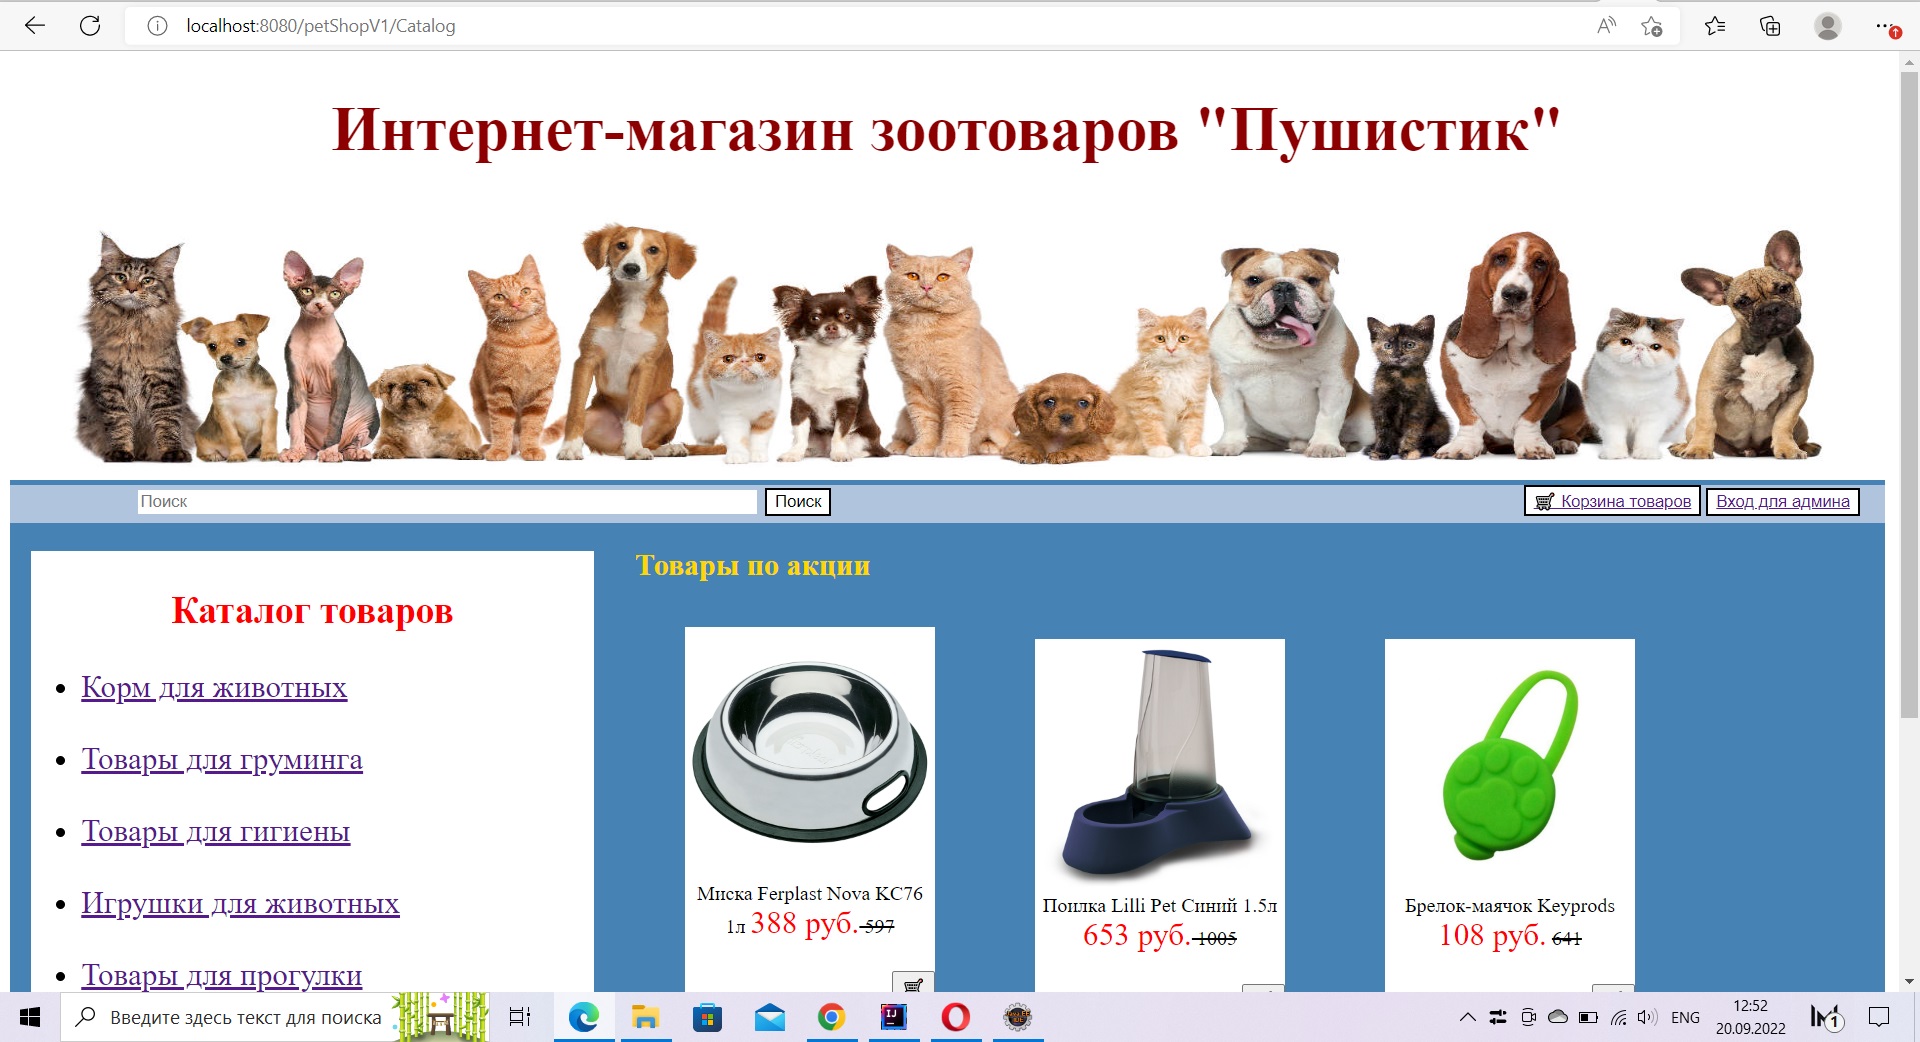 localhost:8080/petShopV1/Catalog
Интернет-магазин зоотоваров "Пушистик"
Поиск
Поиск
Корзина товаров
Вход для админа
Товары по акции
Каталог товаров
Корм для животных
Товары для груминга
Товары для гигиены
Игрушки для животных
Товары для прогулки
Миска Ferplast Nova KC76
1л 388 руб. 597
Поилка Lilli Pet Синий 1.5л
653 руб. 1005
Брелок-маячок Keyprods
108 руб. 641
Введите здесь текст для поиска
ENG
12:52
20.09.2022
1